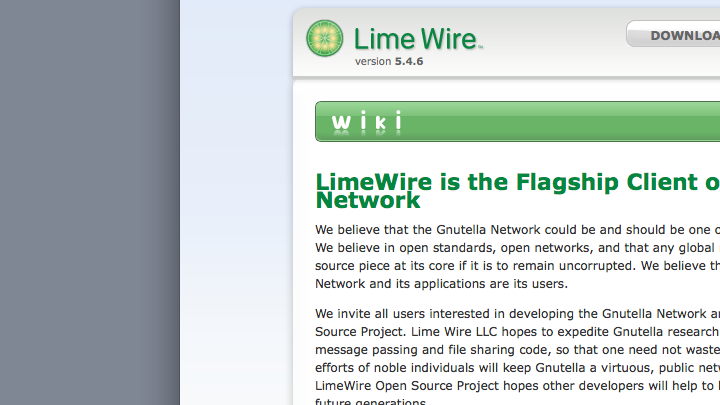 Lime Wire™
version 5.4.6
DOWNLOA
wiki
LimeWire is the Flagship Client o
Network
We believe that the Gnutella Network could be and should be one o
We believe in open standards, open networks, and that any global
source piece at its core if it is to remain uncorrupted. We believe th
Network and its applications are its users.
We invite all users interested in developing the Gnutella Network a
Source Project. Lime Wire LLC hopes to expedite Gnutella research
message passing and file sharing code, so that one need not waste
efforts of noble individuals will keep Gnutella a virtuous, public net
LimeWire Open Source Project hopes other developers will help to
future generations.